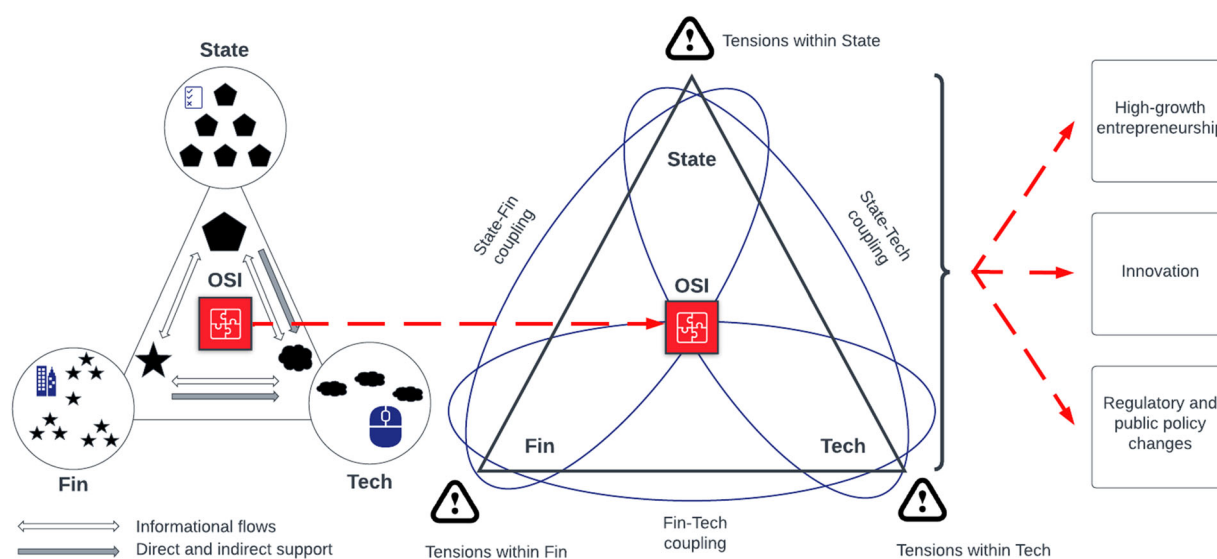 State
OSI
Fin
Tech
Informational flows
Direct and indirect support
Tensions within State
State
State-Fin
coupling
State-Tech
coupling
OSI
Fin
Tech
Tensions within Fin
Fin-Tech
coupling
Tensions within Tech
High-growth
entrepreneurship
Innovation
Regulatory and
public policy
changes